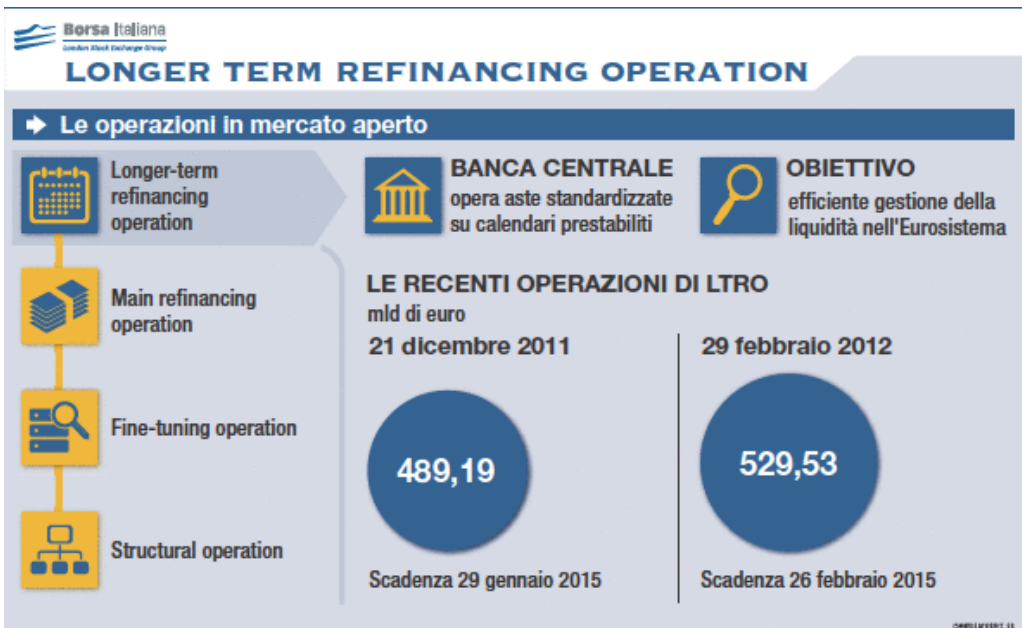 Borsa Italiana
London Stock Exchange Group
LONGER TERM REFINANCING OPERATION
Le operazioni in mercato aperto
Longer-term
refinancing
operation
Main refinancing
operation
Fine-tuning operation
Structural operation
BANCA CENTRALE
opera aste standardizzate
su calendari prestabiliti
OBIETTIVO
efficiente gestione della
liquidità nell'Eurosistema
LE RECENTI OPERAZIONI DI LTRO
mld di euro
21 dicembre 2011
489,19
Scadenza 29 gennaio 2015
29 febbraio 2012
529,53
Scadenza 26 febbraio 2015